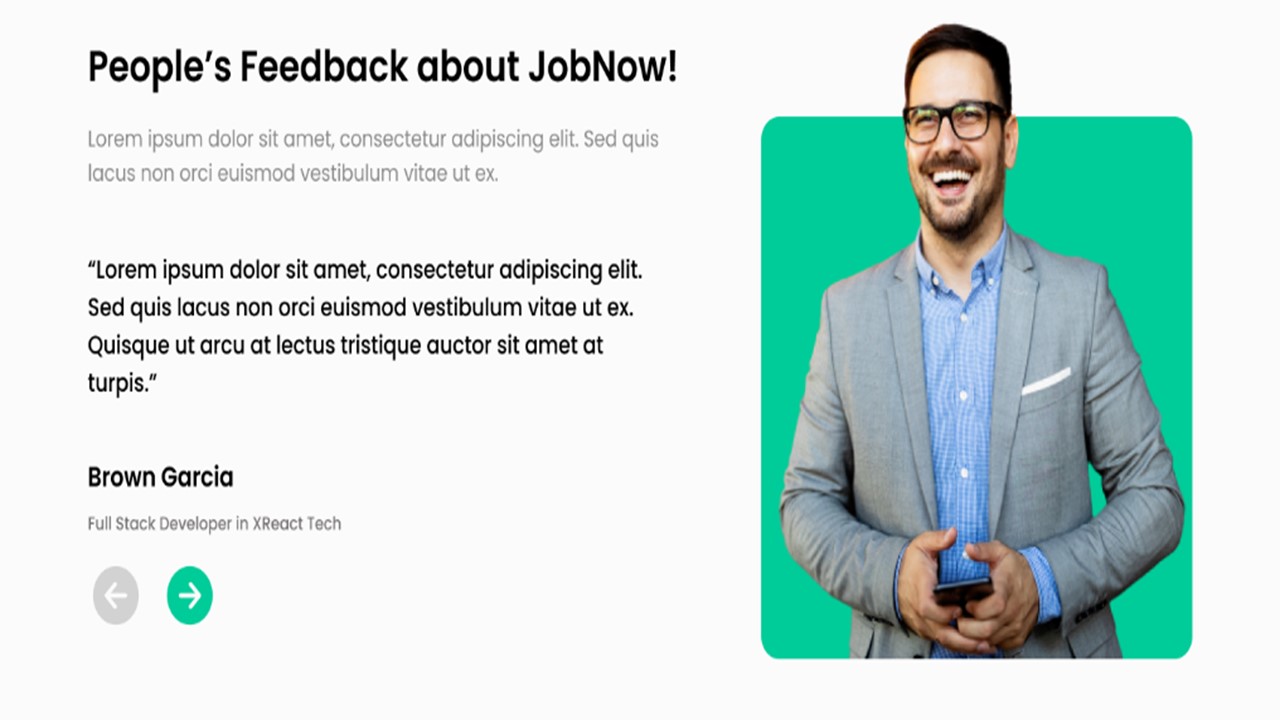 People’s Feedback about JobNow!
Lorem ipsum dolor sit amet, consectetur adipiscing elit. Sed quis
lacus non orci euismod vestibulum vitae ut ex.
“Lorem ipsum dolor sit amet, consectetur adipiscing elit.
Sed quis lacus non orci euismod vestibulum vitae ut ex.
Quisque ut arcu at lectus tristique auctor sit amet at
turpis.”
Brown Garcia
Full Stack Developer in XReact Tech